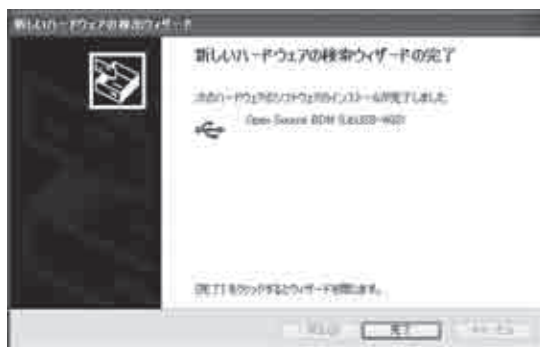 新しいハードウェアの検出ウィザード
新しいハードウェアの検索ウィザードの完了
次のハードウェアのソフトウェアのインストールが完了しました
Open Source BDM
[完了] をクリックするとウィザードを閉じます。
完了